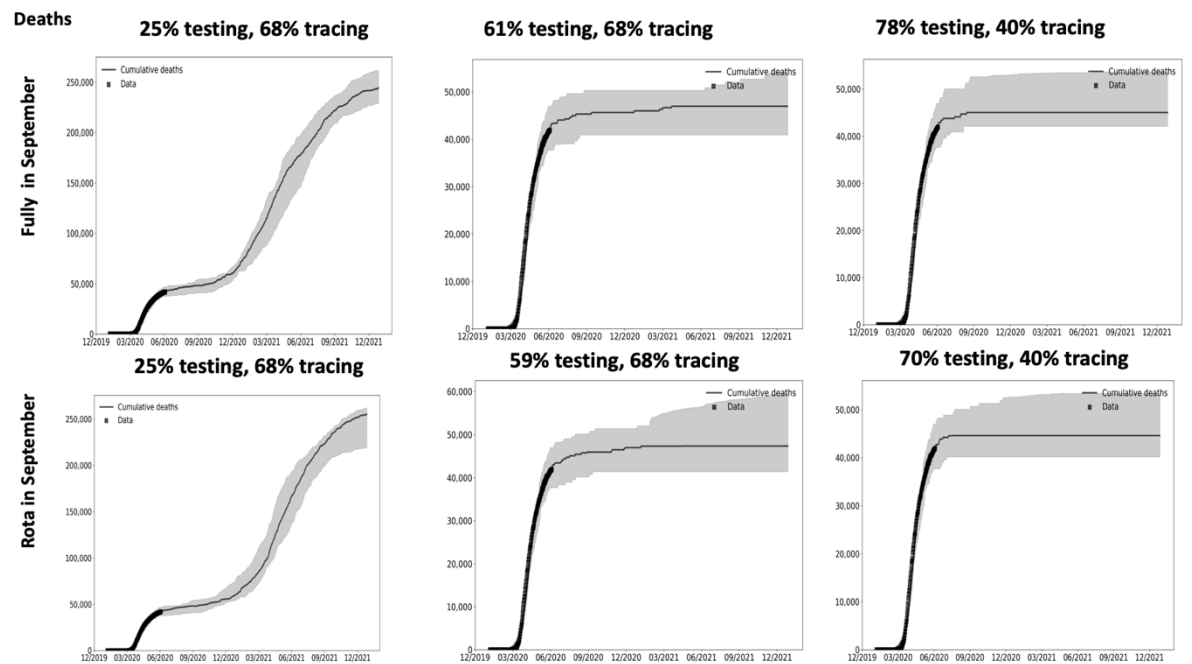 Deaths
25% testing, 68% tracing
61% testing, 68% tracing
78% testing, 40% tracing
Fully in September
250,000
200,000
150,000
100,000
50,000
0
Cumulative deaths
Data
12/2019 03/2020 06/2020 09/2020 12/2020 03/2021 06/2021 09/2021 12/2021
50,000
40,000
30,000
20,000
10,000
0
Cumulative deaths
Data
12/2019 03/2020 06/2020 09/2020 12/2020 03/2021 06/2021 09/2021 12/2021
50,000
40,000
30,000
20,000
10,000
0
Cumulative deaths
Data
12/2019 03/2020 06/2020 09/2020 12/2020 03/2021 06/2021 09/2021 12/2021
25% testing, 68% tracing
59% testing, 68% tracing
70% testing, 40% tracing
Rota in September
250,000
200,000
150,000
100,000
50,000
0
Cumulative deaths
Data
12/2019 03/2020 06/2020 09/2020 12/2020 03/2021 06/2021 09/2021 12/2021
60,000
50,000
40,000
30,000
20,000
10,000
0
Cumulative deaths
Data
12/2019 03/2020 06/2020 09/2020 12/2020 03/2021 06/2021 09/2021 12/2021
50,000
40,000
30,000
20,000
10,000
0
Cumulative deaths
Data
12/2019 03/2020 06/2020 09/2020 12/2020 03/2021 06/2021 09/2021 12/2021